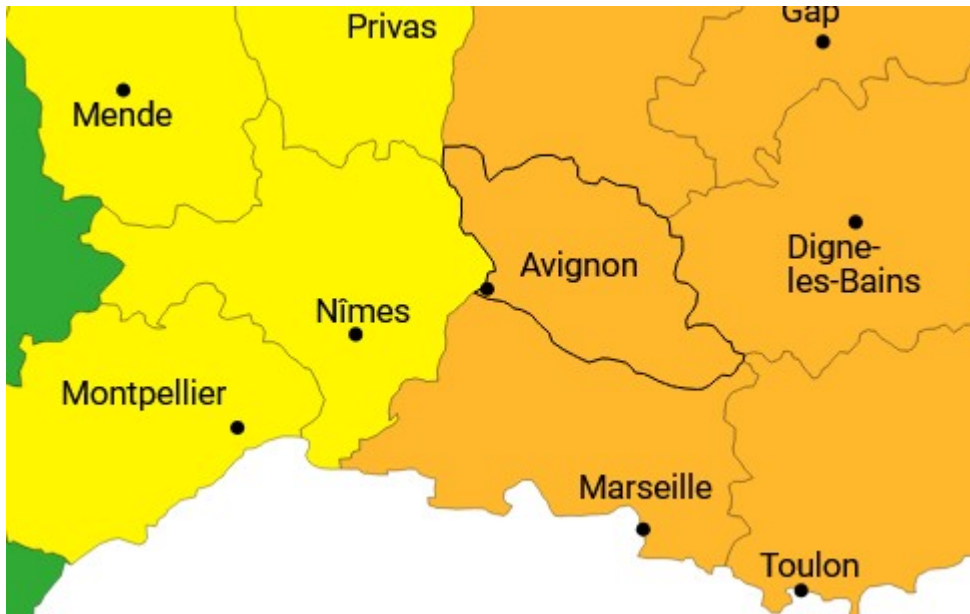 Gap
Privas
Mende
Digne-
les-Bains
Avignon
Nîmes
Montpellier
Marseille
Toulon